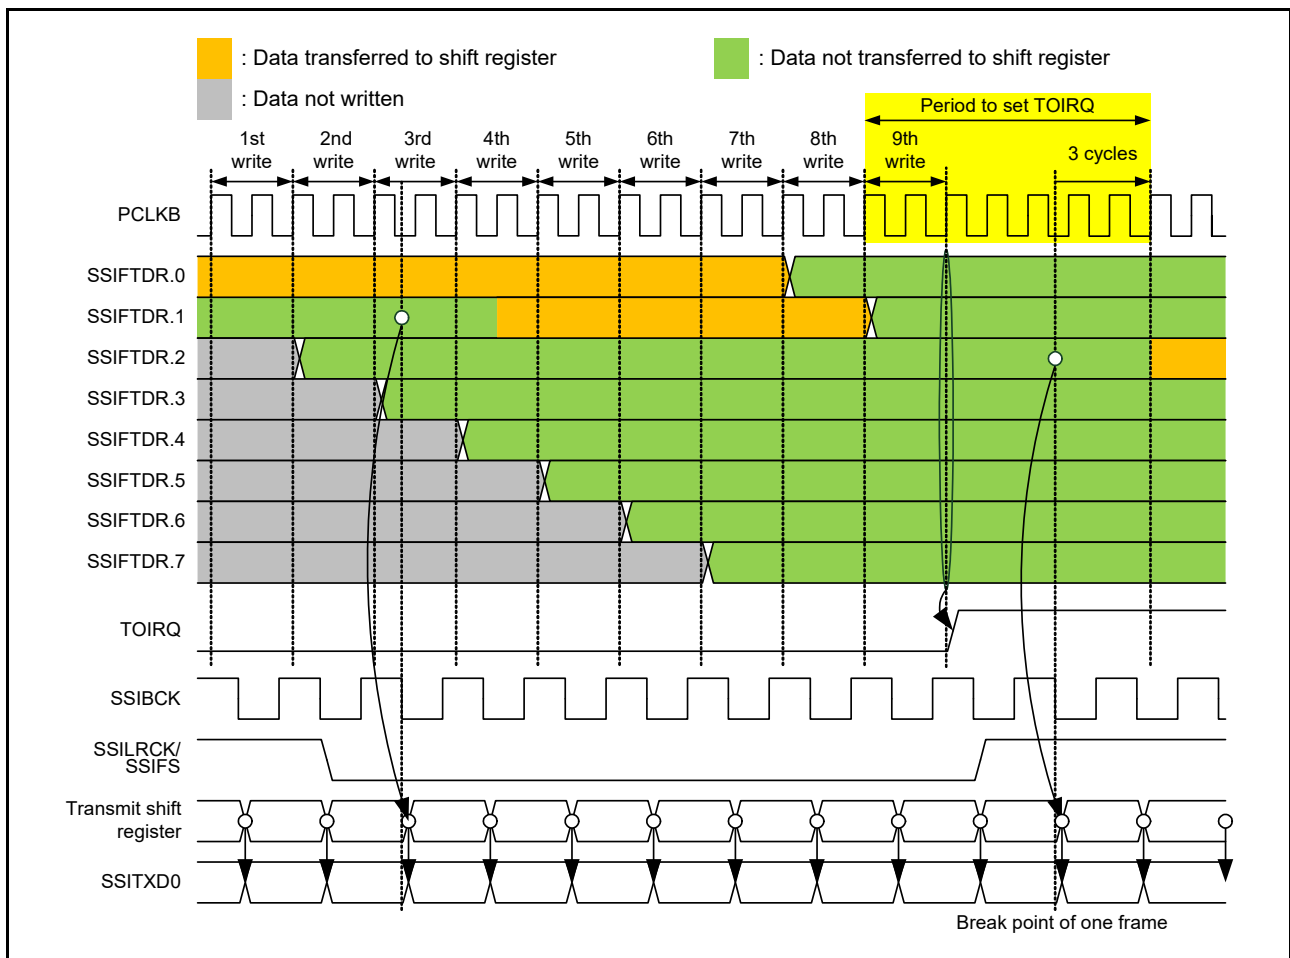 : Data transferred to shift register
: Data not transferred to shift register
: Data not written
Period to set TOIRQ
1st
write
2nd
write
3rd
write
4th
write
5th
write
6th
write
7th
write
8th
write
9th
write
3 cycles
PCLKB
SSIFTDR.0
SSIFTDR.1
SSIFTDR.2
SSIFTDR.3
SSIFTDR.4
SSIFTDR.5
SSIFTDR.6
SSIFTDR.7
TOIRQ
SSIBCK
SSILRCK/
SSIFS
Transmit shift
register
SSITXD0
Break point of one frame